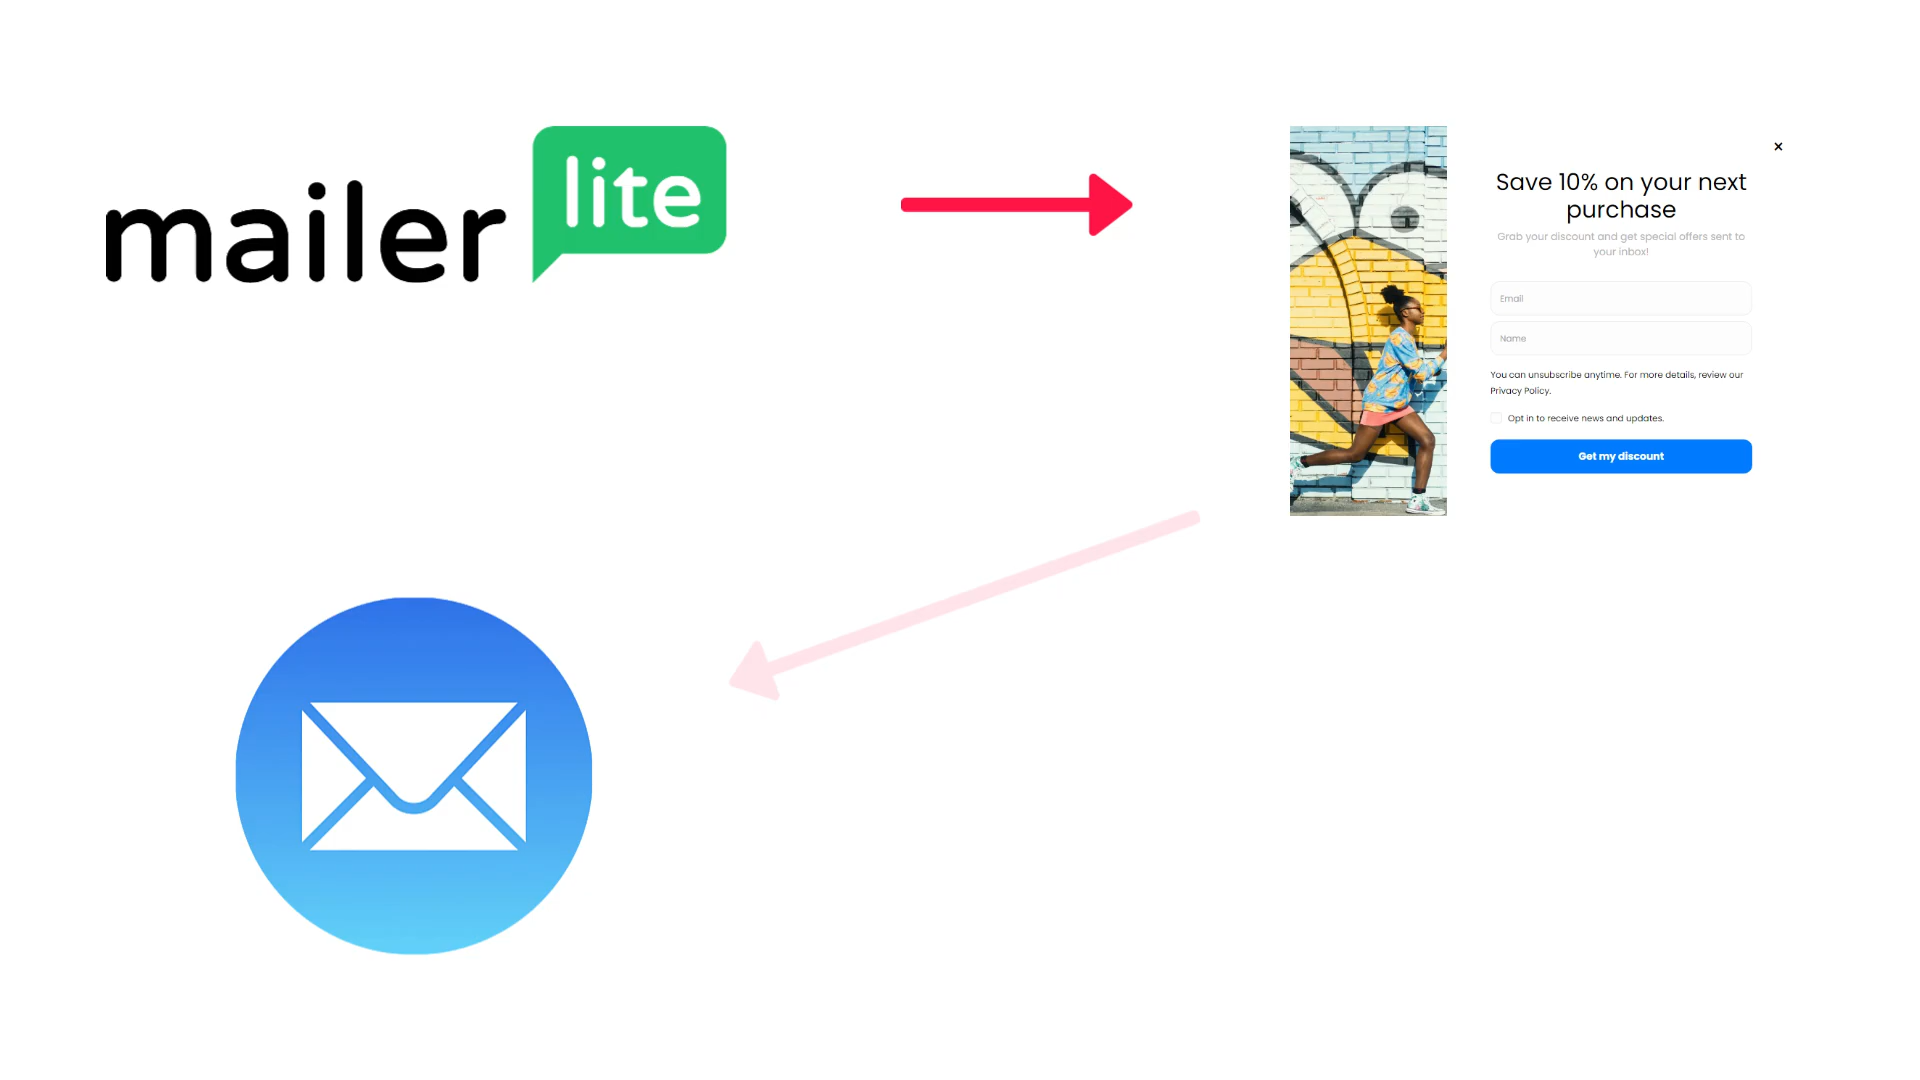 mailer lite
×
Save 10% on your next
purchase
Grab your discount and get special offers sent to
your inbox!
Email
Name
You can unsubscribe anytime. For more details, review our
Privacy Policy.
Opt in to receive news and updates.
Get my discount